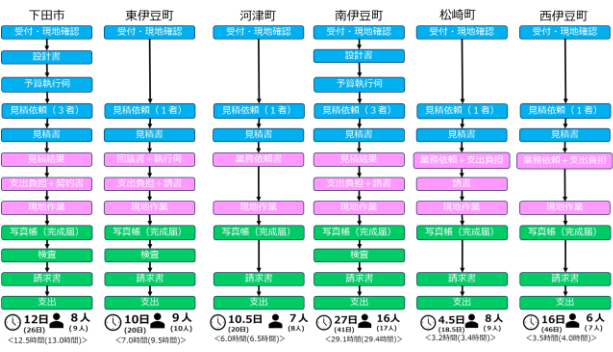 下田市
受付・現地確認
設計書
予算執行伺
見積依頼（３者）
見積書
見積結果
支出負担＋契約書
現地作業
写真帳（完成届）
検査
請求書
支出
12日 8人
(26日) (9人)
<12.5時間(13.0時間)>
東伊豆町
受付・現地確認
見積依頼（１者）
見積書
回議書＋執行伺
支出負担＋請書
現地作業
写真帳（完成届）
検査
請求書
支出
10日 9人
(20日) (10人)
<7.0時間(9.5時間)>
河津町
受付・現地確認
見積依頼（１者）
見積書
業務依頼書
現地作業
写真帳（完成届）
請求書
支出
10.5日 7人
(20日) (8人)
<6.0時間(6.5時間)>
南伊豆町
受付・現地確認
設計書
予算執行伺
見積依頼（３者）
見積書
見積結果
支出負担＋請書
現地作業
写真帳（完成届）
検査
請求書
支出
27日 16人
(41日) (17人)
<29.1時間(29.4時間)>
松崎町
受付・現地確認
見積依頼（１者）
見積書
業務依頼＋支出負担
請書
現地作業
写真帳（完成届）
請求書
支出
4.5日 8人
(18.5日) (9人)
<3.2時間(3.4時間)>
西伊豆町
受付・現地確認
見積依頼（１者）
見積書
業務依頼＋支出負担
現地作業
写真帳（完成届）
請求書
支出
16日 6人
(46日) (7人)
<3.5時間(4.0時間)>